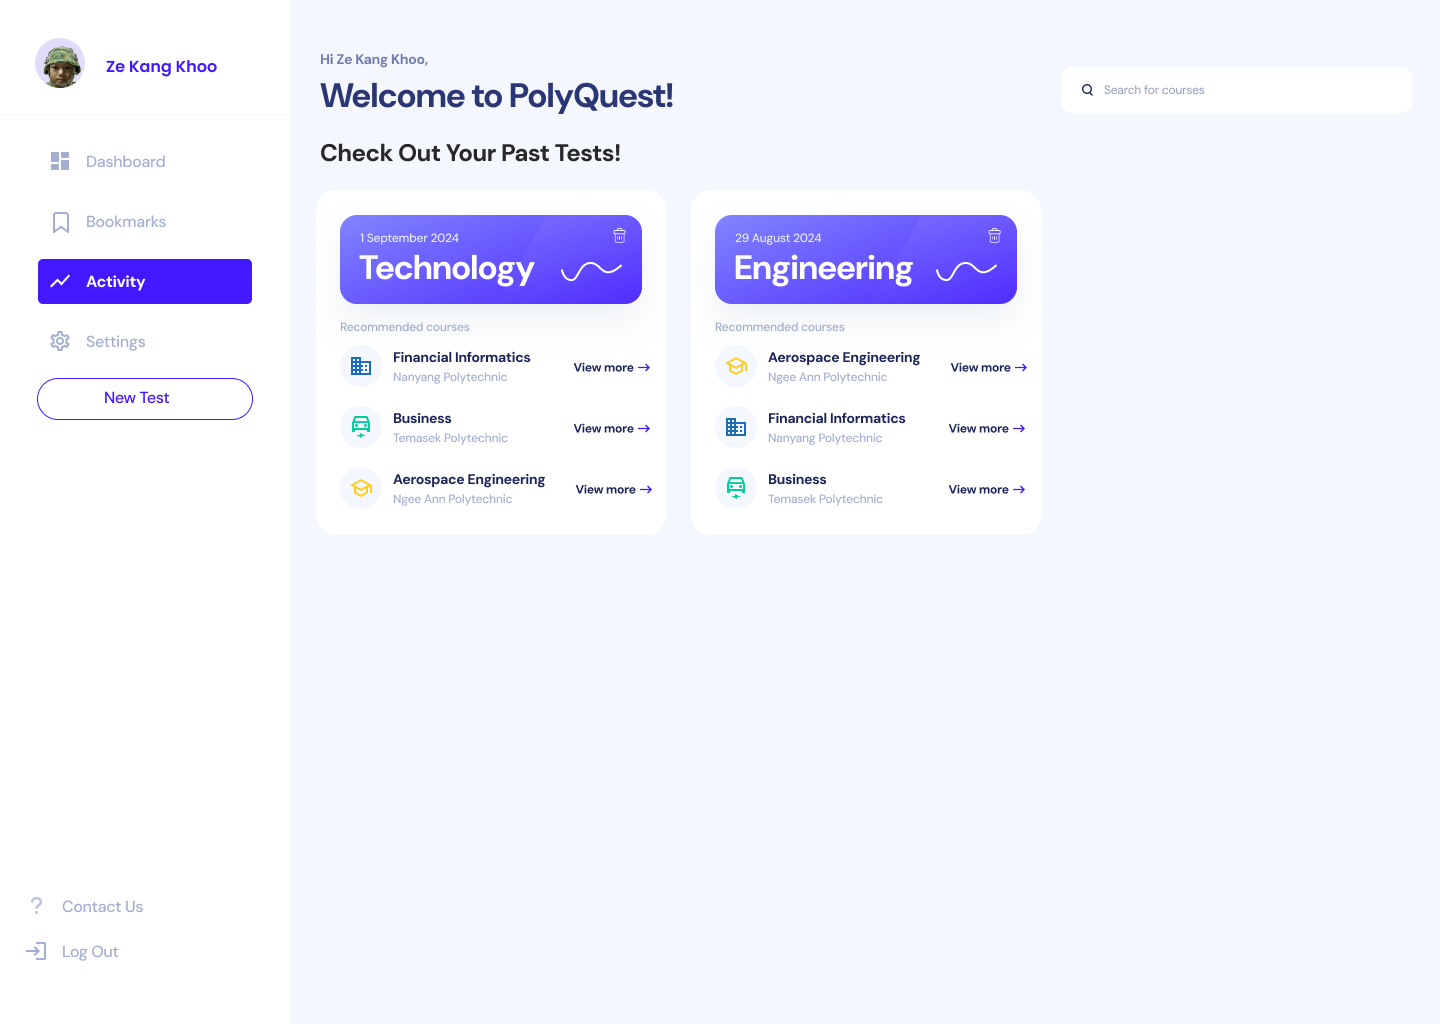 Ze Kang Khoo
Dashboard
Bookmarks
Activity
Settings
New Test
Contact Us
Log Out
Hi Ze Kang Khoo,
Welcome to PolyQuest!
Search for courses
Check Out Your Past Tests!
1 September 2024
Technology
Recommended courses
Financial Informatics
Nanyang Polytechnic
View more
Business
Temasek Polytechnic
View more
Aerospace Engineering
Ngee Ann Polytechnic
View more
29 August 2024
Engineering
Recommended courses
Aerospace Engineering
Ngee Ann Polytechnic
View more
Financial Informatics
Nanyang Polytechnic
View more
Business
Temasek Polytechnic
View more